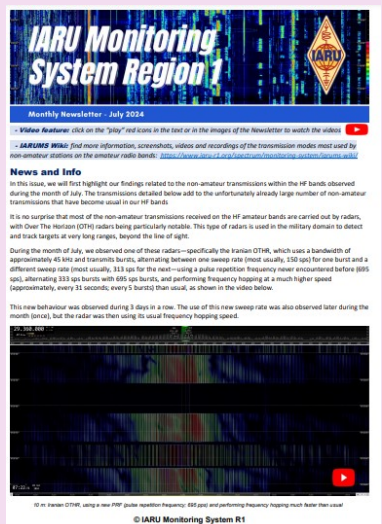 IARU Monitoring
System Region 1
IARU
Monthly Newsletter - July 2024
- Video feature: click on the "play" red icons in the text or in the images of the Newsletter to watch the videos
- IARUMS Wiki: find more information, screenshots, videos and recordings of the transmission modes most used by
non-amateur stations on the amateur radio bands: https://www.iaru-r1.org/spectrum/monitoring-system/iarums-wiki/
News and Info
In this issue, we will first highlight our findings related to the non-amateur transmissions within the HF bands observed
during the month of July. The transmissions detailed below add to the unfortunately already large number of non-amateur
transmissions that have become usual in our HF bands
It is no surprise that most of the non-amateur transmissions received on the HF amateur bands are carried out by radars,
with Over The Horizon (OTH) radars being particularly notable. This type of radars is used in the military domain to detect
and track targets at very long ranges, beyond the line of sight.
During the month of July, we observed one of these radars—specifically the Iranian OTHR, which uses a bandwidth of
approximately 45 kHz and transmits bursts, alternating between one sweep rate (most usually, 150 sps) for one burst and a
different sweep rate (most usually, 313 sps for the next—using a pulse repetition frequency never encountered before (695
sps), alternating 333 sps bursts with 695 sps bursts, and performing frequency hopping at a much higher speed
(approximately, every 31 seconds; every 5 bursts) than usual, as shown in the video below.
This new behaviour was observed during 3 days in a row. The use of this new sweep rate was also observed later during the
month (once), but the radar was then using its usual frequency hopping speed.
29.360.000
10 m: Iranian OTHR, using a new PRF (pulse repetition frequency; 695 pps) and performing frequency hopping much faster than usual
© IARU Monitoring System R1